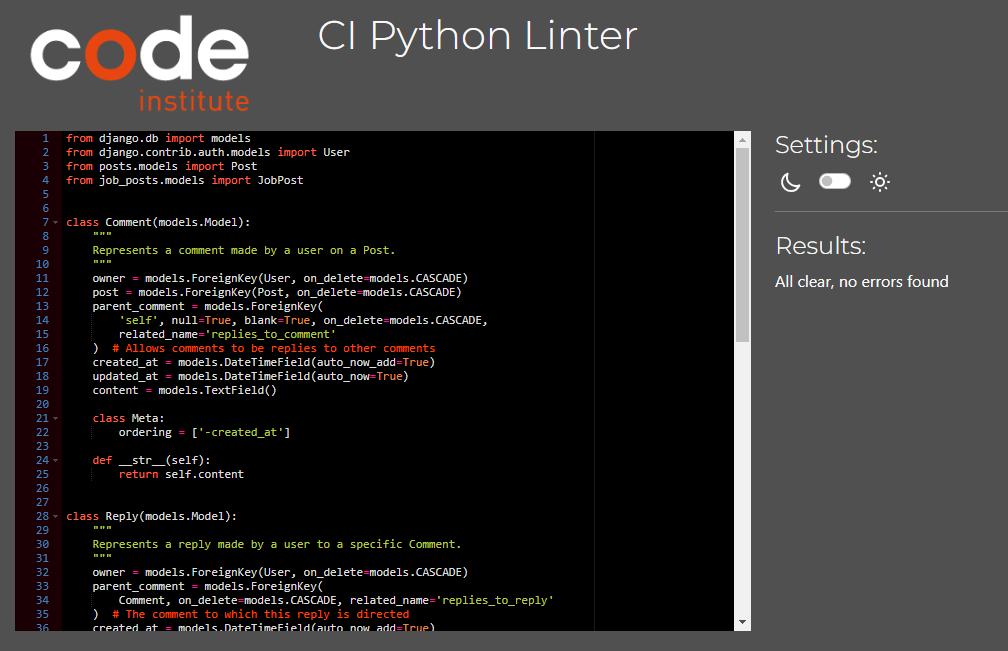 code
institute
CI Python Linter
1 from django.db import models
2 from django.contrib.auth.models import User
3 from posts.models import Post
4 from job_posts.models import JobPost
5
6
7 class Comment(models.Model):
8     """
9     Represents a comment made by a user on a Post.
10     """
11     owner = models.ForeignKey(User, on_delete=models.CASCADE)
12     post = models.ForeignKey(Post, on_delete=models.CASCADE)
13     parent_comment = models.ForeignKey(
14         'self', null=True, blank=True, on_delete=models.CASCADE,
15         related_name='replies_to_comment'
16     )  # Allows comments to be replies to other comments
17     created_at = models.DateTimeField(auto_now_add=True)
18     updated_at = models.DateTimeField(auto_now=True)
19     content = models.TextField()
20
21     class Meta:
22         ordering = ['-created_at']
23
24     def __str__(self):
25         return self.content
26
27
28 class Reply(models.Model):
29     """
30     Represents a reply made by a user to a specific Comment.
31     """
32     owner = models.ForeignKey(User, on_delete=models.CASCADE)
33     parent_comment = models.ForeignKey(
34         Comment, on_delete=models.CASCADE, related_name='replies_to_reply'
35     )  # The comment to which this reply is directed
36     created_at = models.DateTimeField(auto_now_add=True)
Settings:
Results:
All clear, no errors found